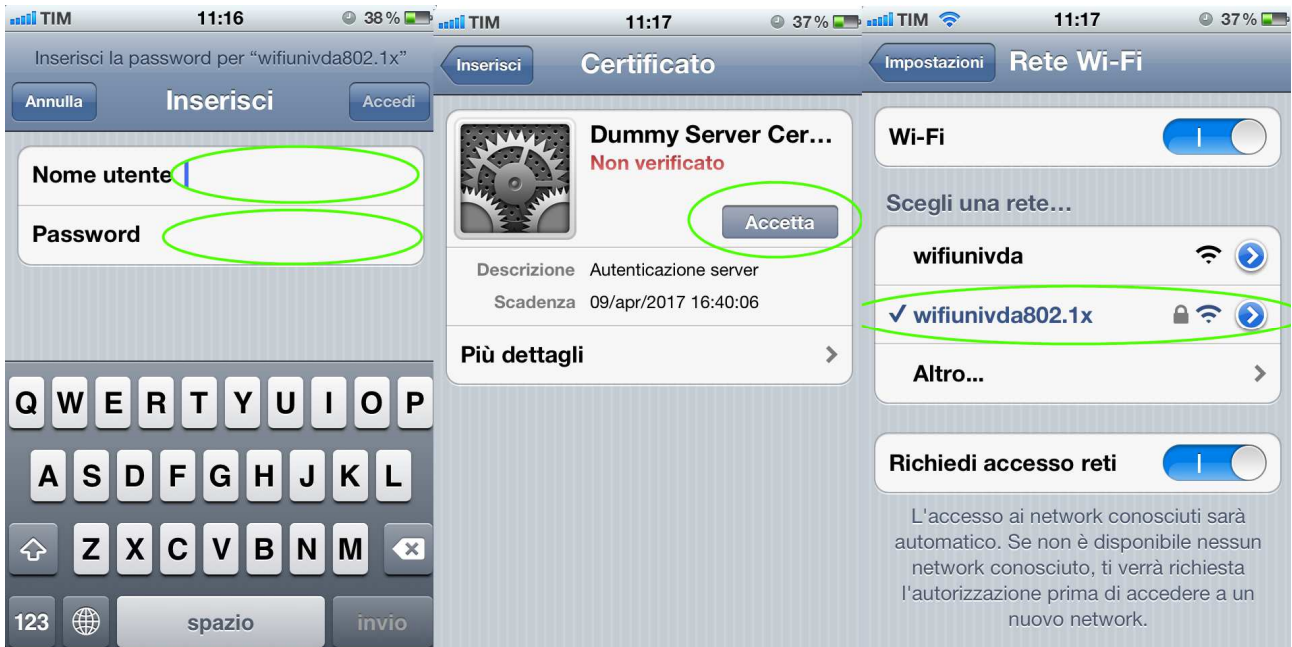 TIM 11:16 38%
Inserisci la password per “wifiunivda802.1x”
Annulla Inserisci Accedi
Nome utente
Password
Q W E R T Y U I O P
A S D F G H J K L
Z X C V B N M
123 spazio invio
TIM 11:17 37%
Inserisci Certificato
Dummy Server Cer...
Non verificato
Accetta
Descrizione Autenticazione server
Scadenza 09/apr/2017 16:40:06
Più dettagli
TIM 11:17 37%
Impostazioni Rete Wi-Fi
Wi-Fi
Scegli una rete...
wifiunivda
wifiunivda802.1x
Altro...
Richiedi accesso reti
L'accesso ai network conosciuti sarà
automatico. Se non è disponibile nessun
network conosciuto, ti verrà richiesta
l'autorizzazione prima di accedere a un
nuovo network.